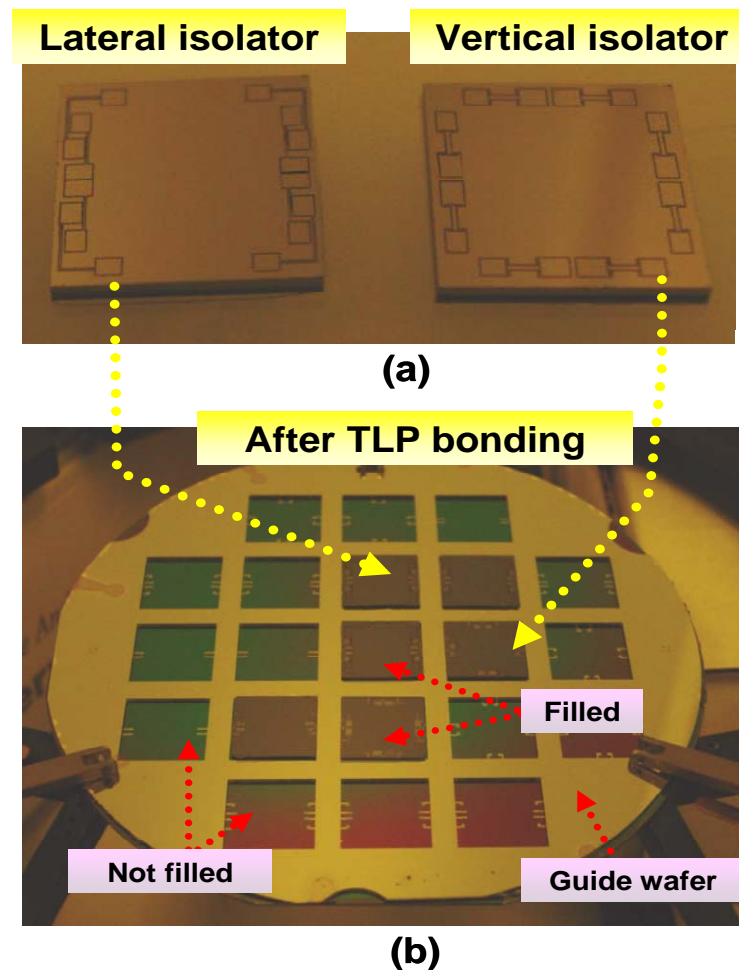 Lateral isolator
Vertical isolator
(a)
After TLP bonding
Filled
Not filled
Guide wafer
(b)